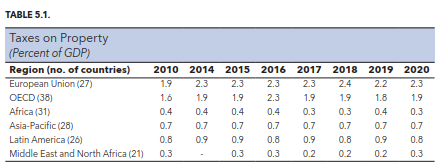 TABLE 5.1.
Taxes on Property
(Percent of GDP)
Region (no. of countries) 2010 2014 2015 2016 2017 2018 2019 2020
European Union (27) 1.9 2.3 2.3 2.3 2.3 2.4 2.2 2.3
OECD (38) 1.6 1.9 1.9 2.3 1.9 1.9 1.8 1.9
Africa (31) 0.4 0.4 0.4 0.4 0.3 0.3 0.4 0.3
Asia-Pacific (28) 0.7 0.7 0.7 0.7 0.7 0.7 0.7 0.7
Latin America (26) 0.8 0.9 0.9 0.8 0.9 0.8 0.9 0.8
Middle East and North Africa (21) 0.3 - 0.3 0.3 0.2 0.2 0.2 0.3